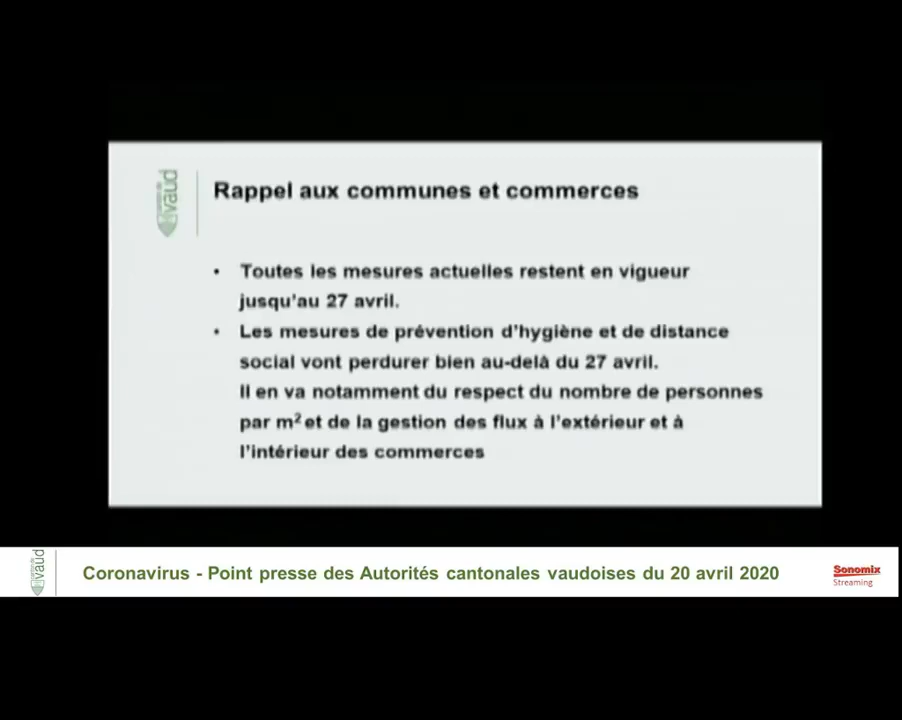 vaud
Rappel aux communes et commerces
• Toutes les mesures actuelles restent en vigueur
jusqu'au 27 avril.
• Les mesures de prévention d'hygiène et de distance
social vont perdurer bien au-delà du 27 avril.
Il en va notamment du respect du nombre de personnes
par m² et de la gestion des flux à l'extérieur et à
l'intérieur des commerces
vaud
Coronavirus - Point presse des Autorités cantonales vaudoises du 20 avril 2020
Sonomix
Streaming